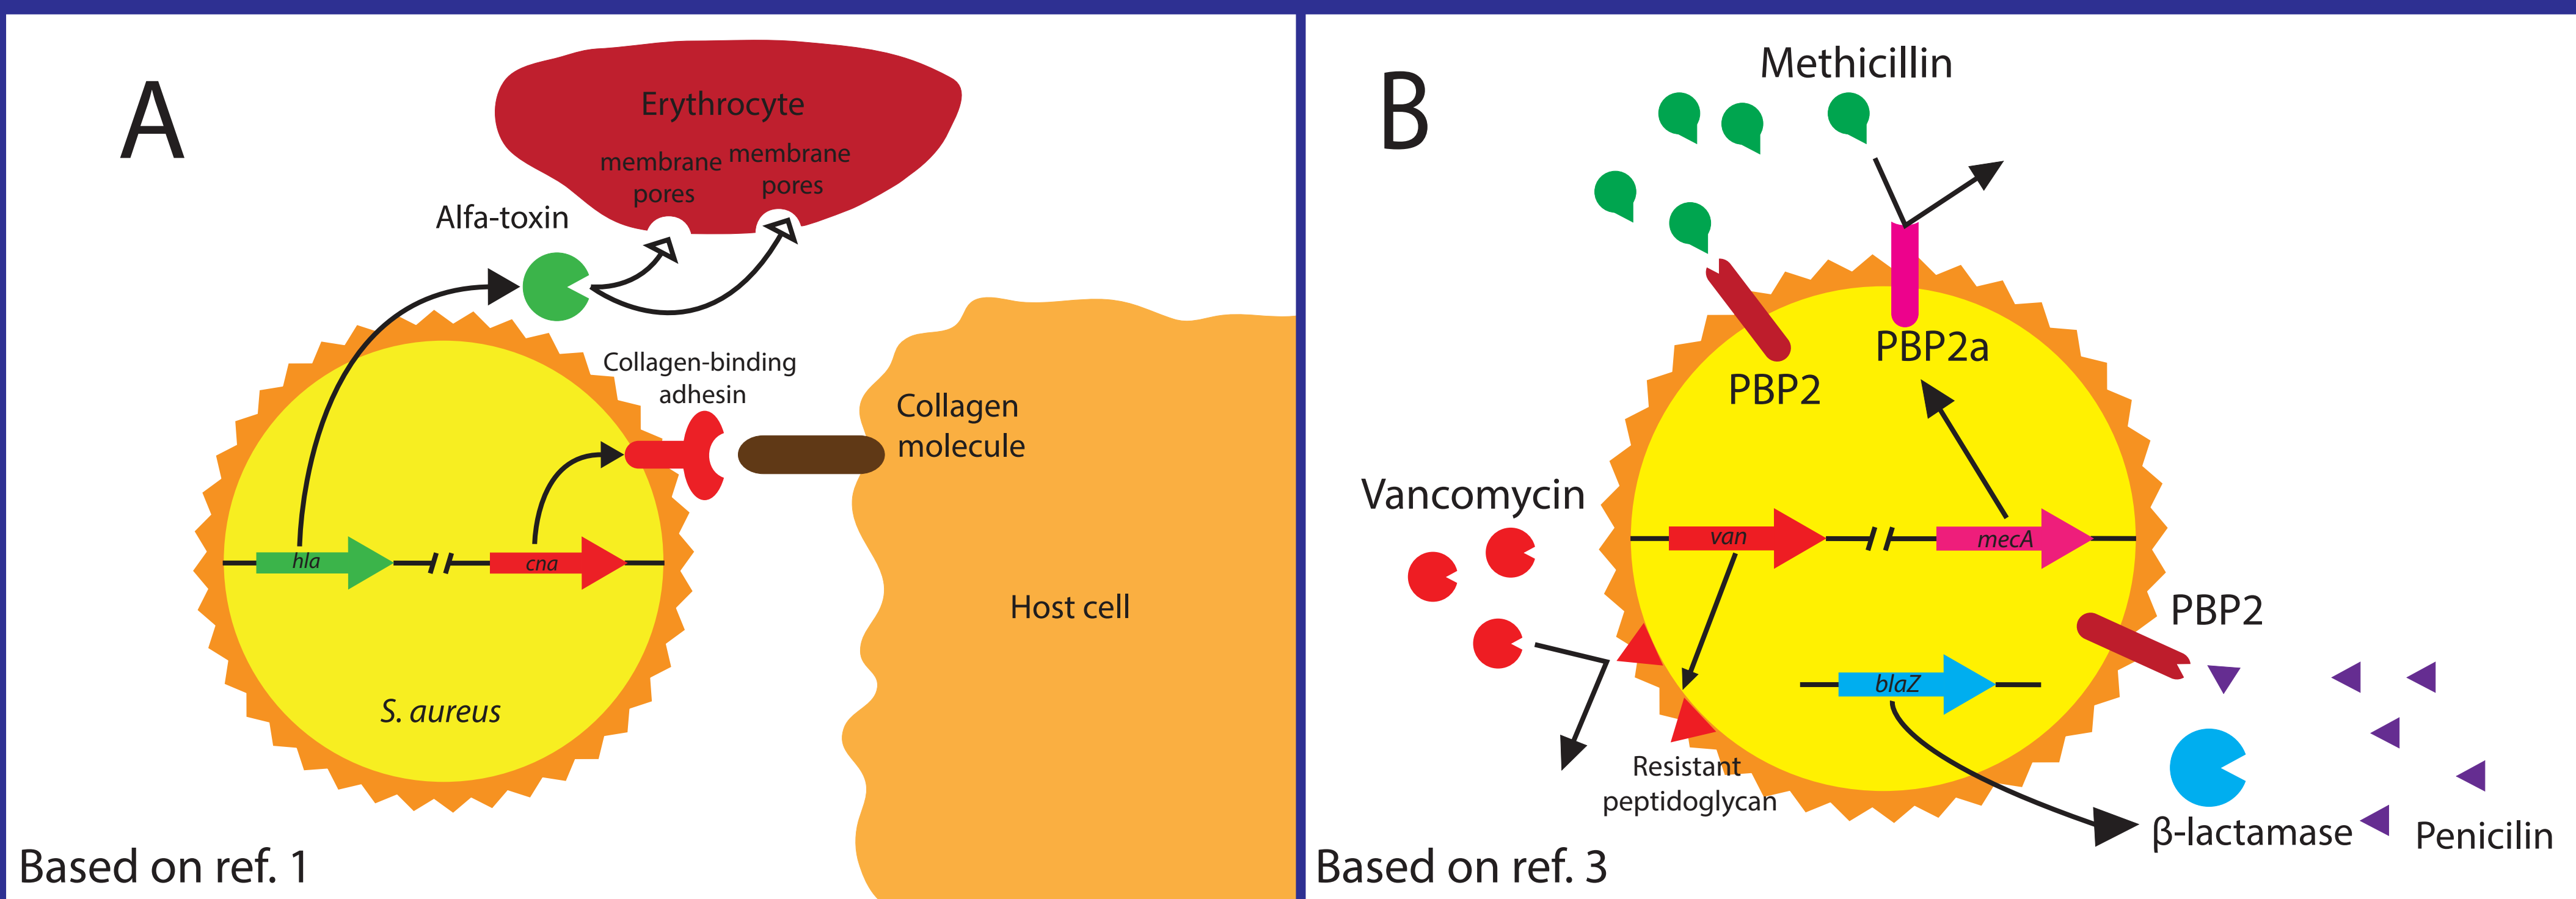 A
Erythrocyte
membrane
pores
membrane
pores
Alfa-toxin
Collagen-binding
adhesin
Collagen
molecule
hla
cna
Host cell
S. aureus
Based on ref. 1
B
Methicillin
PBP2a
PBP2
Vancomycin
van
mecA
PBP2
blaZ
Resistant
peptidoglycan
β-lactamase
Penicilin
Based on ref. 3